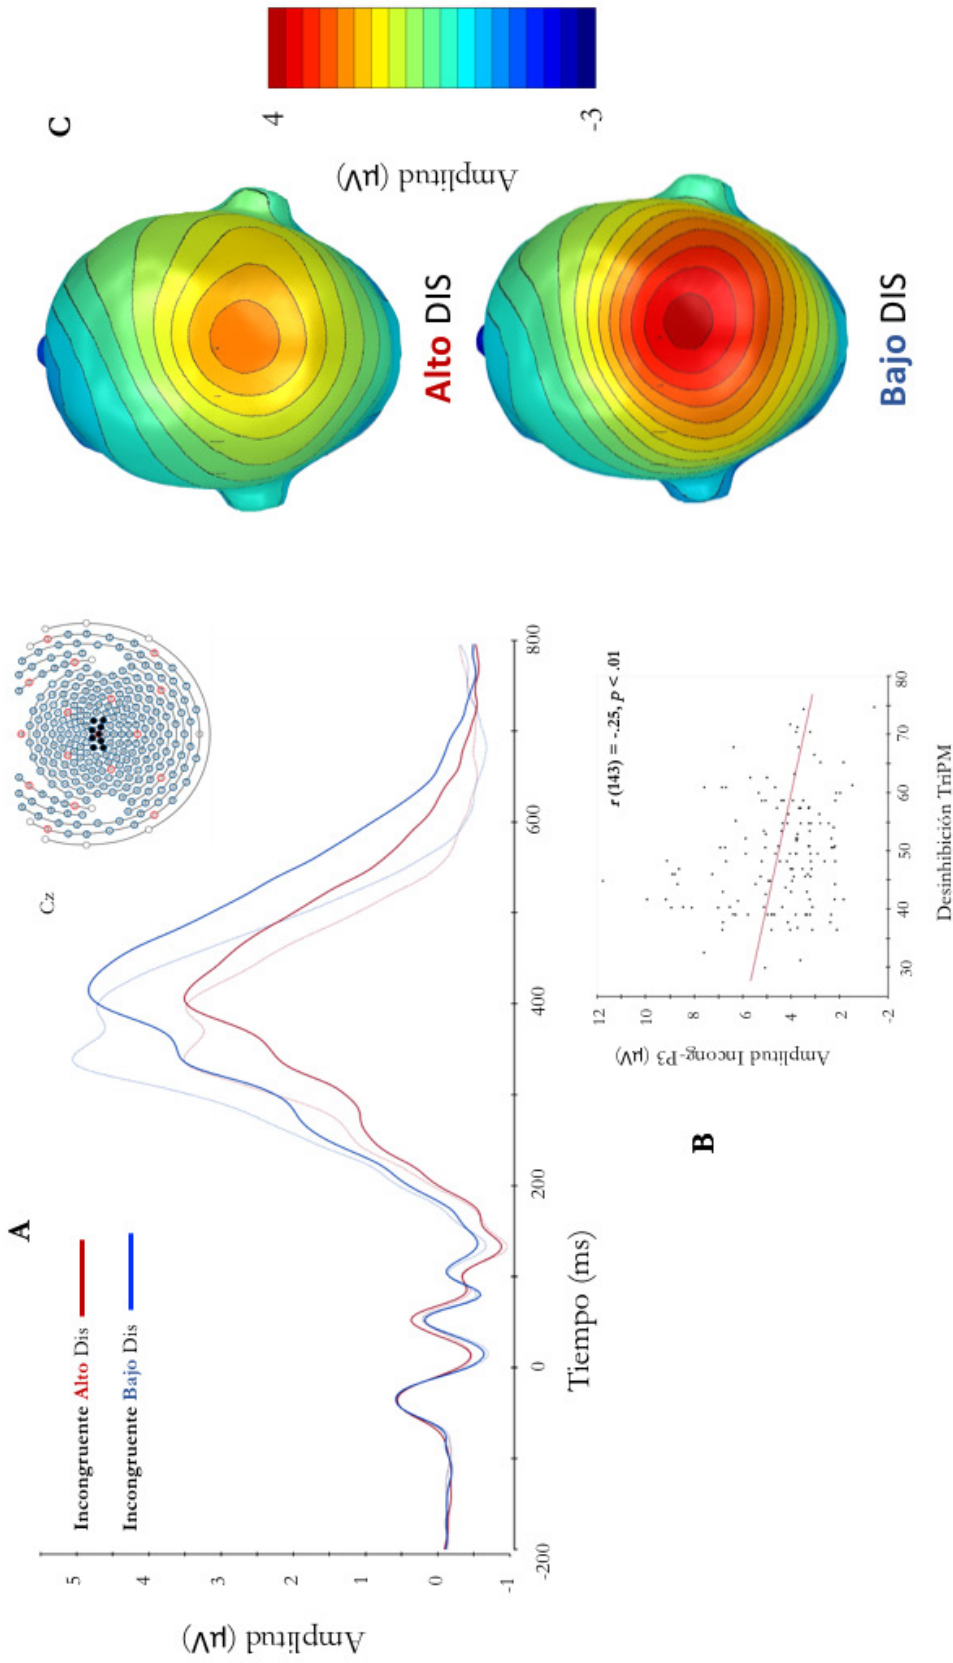 A
Incongruente Alto Dis
Incongruente Bajo Dis
Cz
Amplitud (µV)
5
4
3
2
1
0
-1
-200
0
200
400
600
800
Tiempo (ms)
B
r (143) = -.25, p < .01
Amplitud Incong-P3 (µV)
12
10
8
6
4
2
-2
30
40
50
60
70
80
Desinhibición TriPM
C
Alto DIS
Bajo DIS
Amplitud (µV)
4
-3